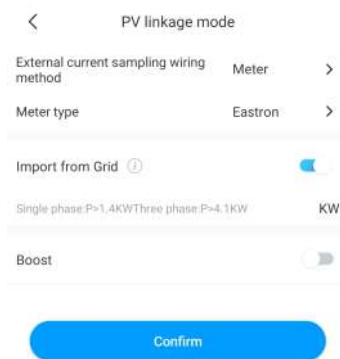 PV linkage mode
External current sampling wiring
method
Meter
Meter type
Eastron
Import from Grid
Single phase:P>1.4KWThree phase:P>4.1KW
KW
Boost
Confirm